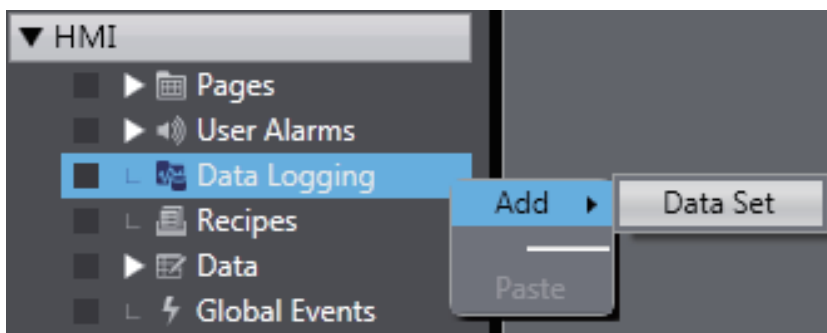 HMI
Pages
User Alarms
Data Logging
Add
Data Set
Recipes
Data
Paste
Global Events